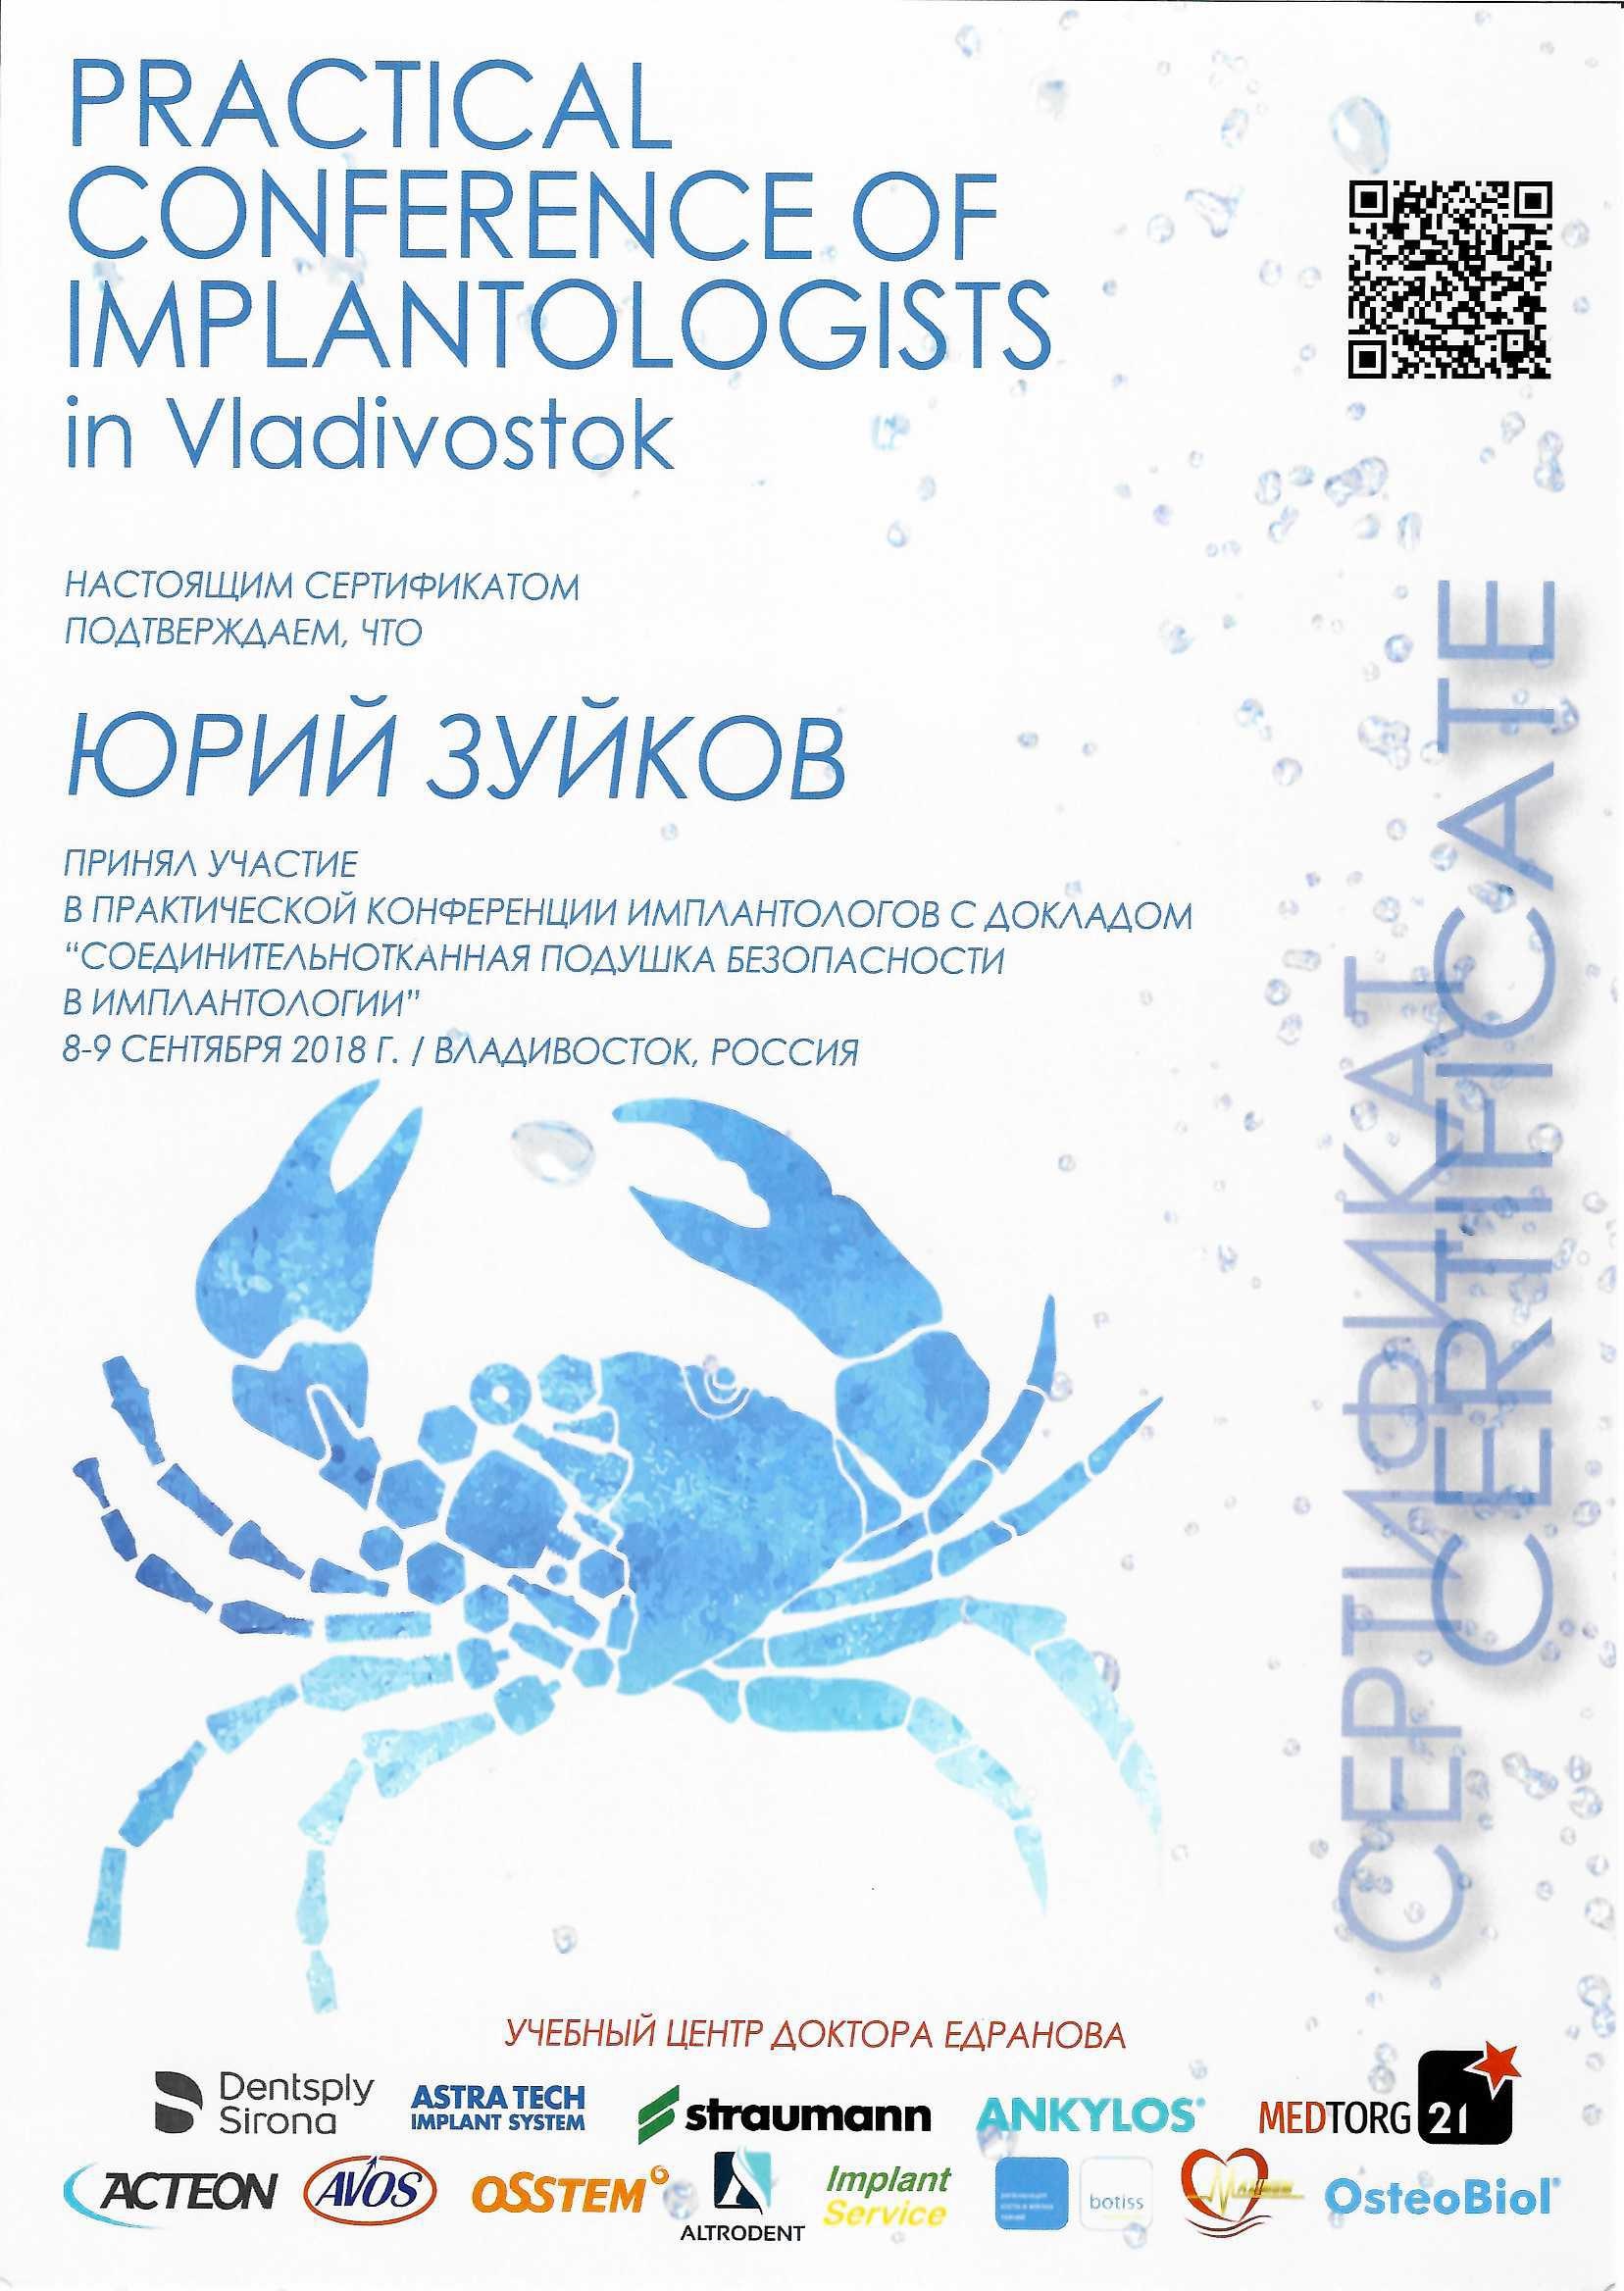 PRACTICAL
CONFERENCE OF
IMPLANTOLOGISTS
in Vladivostok
НАСТОЯЩИМ СЕРТИФИКАТОМ
ПОДТВЕРЖДАЕМ, ЧТО
ЮРИЙ ЗУЙКОВ
ПРИНЯЛ УЧАСТИЕ
В ПРАКТИЧЕСКОЙ КОНФЕРЕНЦИИ ИМПЛАНТОЛОГОВ С ДОКЛАДОМ
“СОЕДИНИТЕЛЬНОТКАННАЯ ПОДУШКА БЕЗОПАСНОСТИ
В ИМПЛАНТОЛОГИИ”
8-9 СЕНТЯБРЯ 2018 Г. / ВЛАДИВОСТОК, РОССИЯ
СЕРТИФИКАТ
CERTIFICATE
УЧЕБНЫЙ ЦЕНТР ДОКТОРА ЕДРАНОВА
Dentsply
Sirona
ASTRA TECH
IMPLANT SYSTEM
straumann
ANKYLOS®
MEDTORG 21
ACTEON
AVOS
OSSTEM
ALTRODENT
Implant
Service
botiss
OsteoBiol®